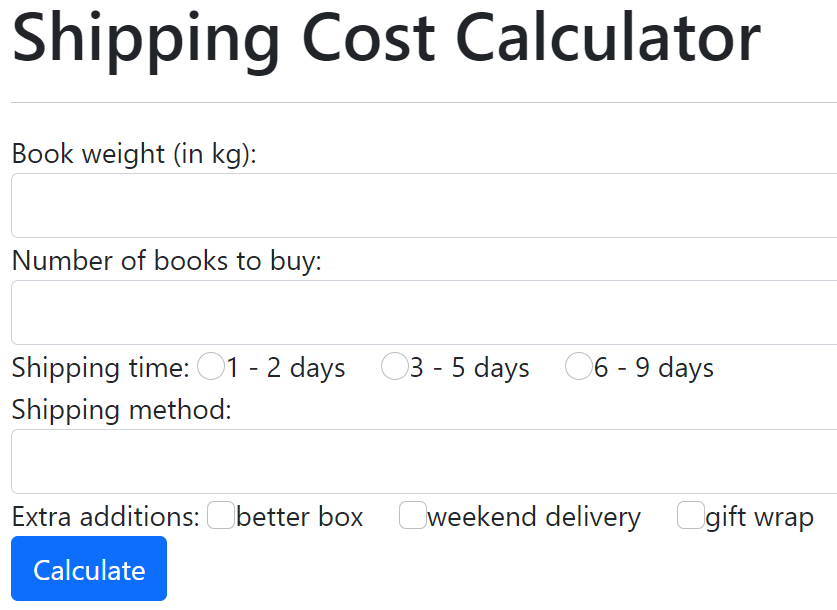 Shipping Cost Calculator
Book weight (in kg):
Number of books to buy:
Shipping time: 1 - 2 days 3 - 5 days 6 - 9 days
Shipping method:
Extra additions: better box weekend delivery gift wrap
Calculate